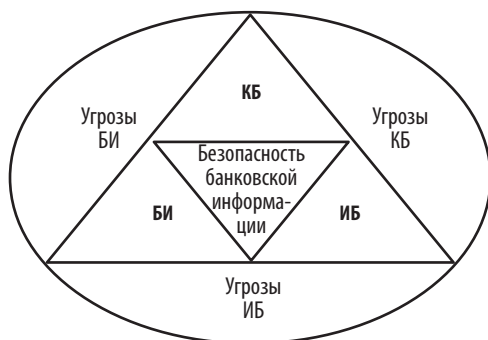 КБ
Угрозы
БИ
Угрозы
КБ
Безопасность
банковской
информа-
ции
БИ
ИБ
Угрозы
ИБ